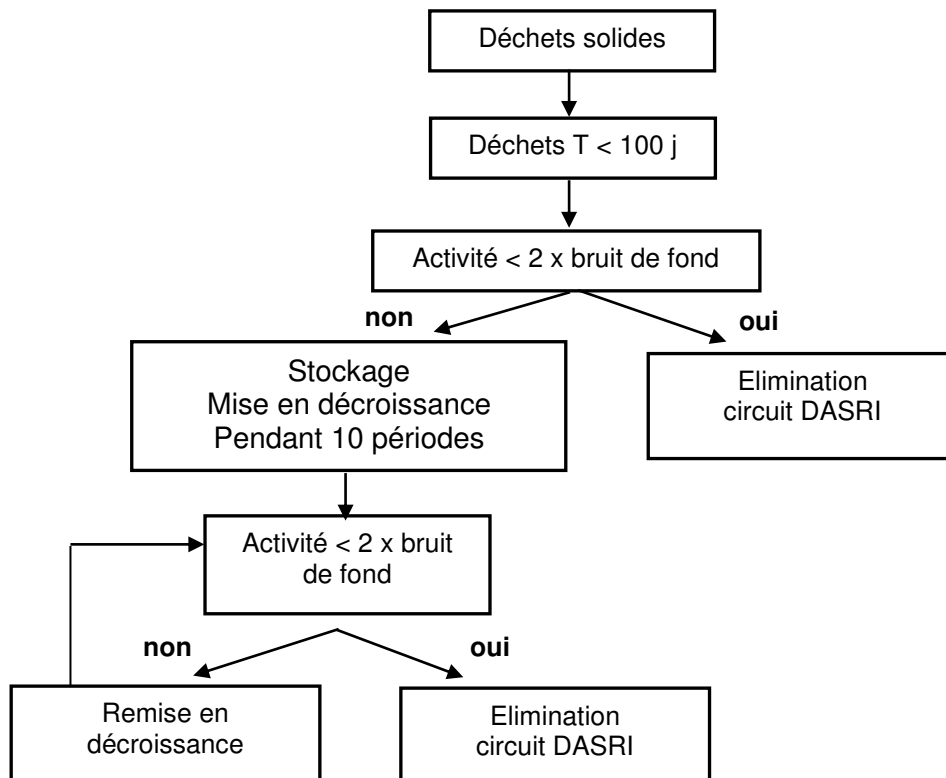 Déchets solides
Déchets T < 100 j
Activité < 2 x bruit de fond
non
oui
Stockage
Mise en décroissance
Pendant 10 périodes
Elimination
circuit DASRI
Activité < 2 x bruit
de fond
non
oui
Remise en
décroissance
Elimination
circuit DASRI